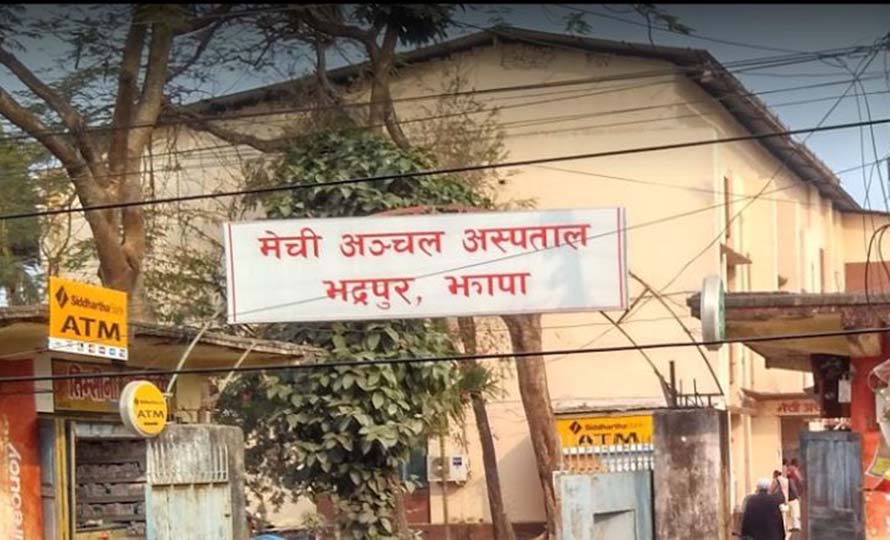 मेची अञ्चल अस्पताल
भद्रपुर, झापा
Siddhartha Bank
ATM
ATM
Siddhartha Bank
ATM
मेची